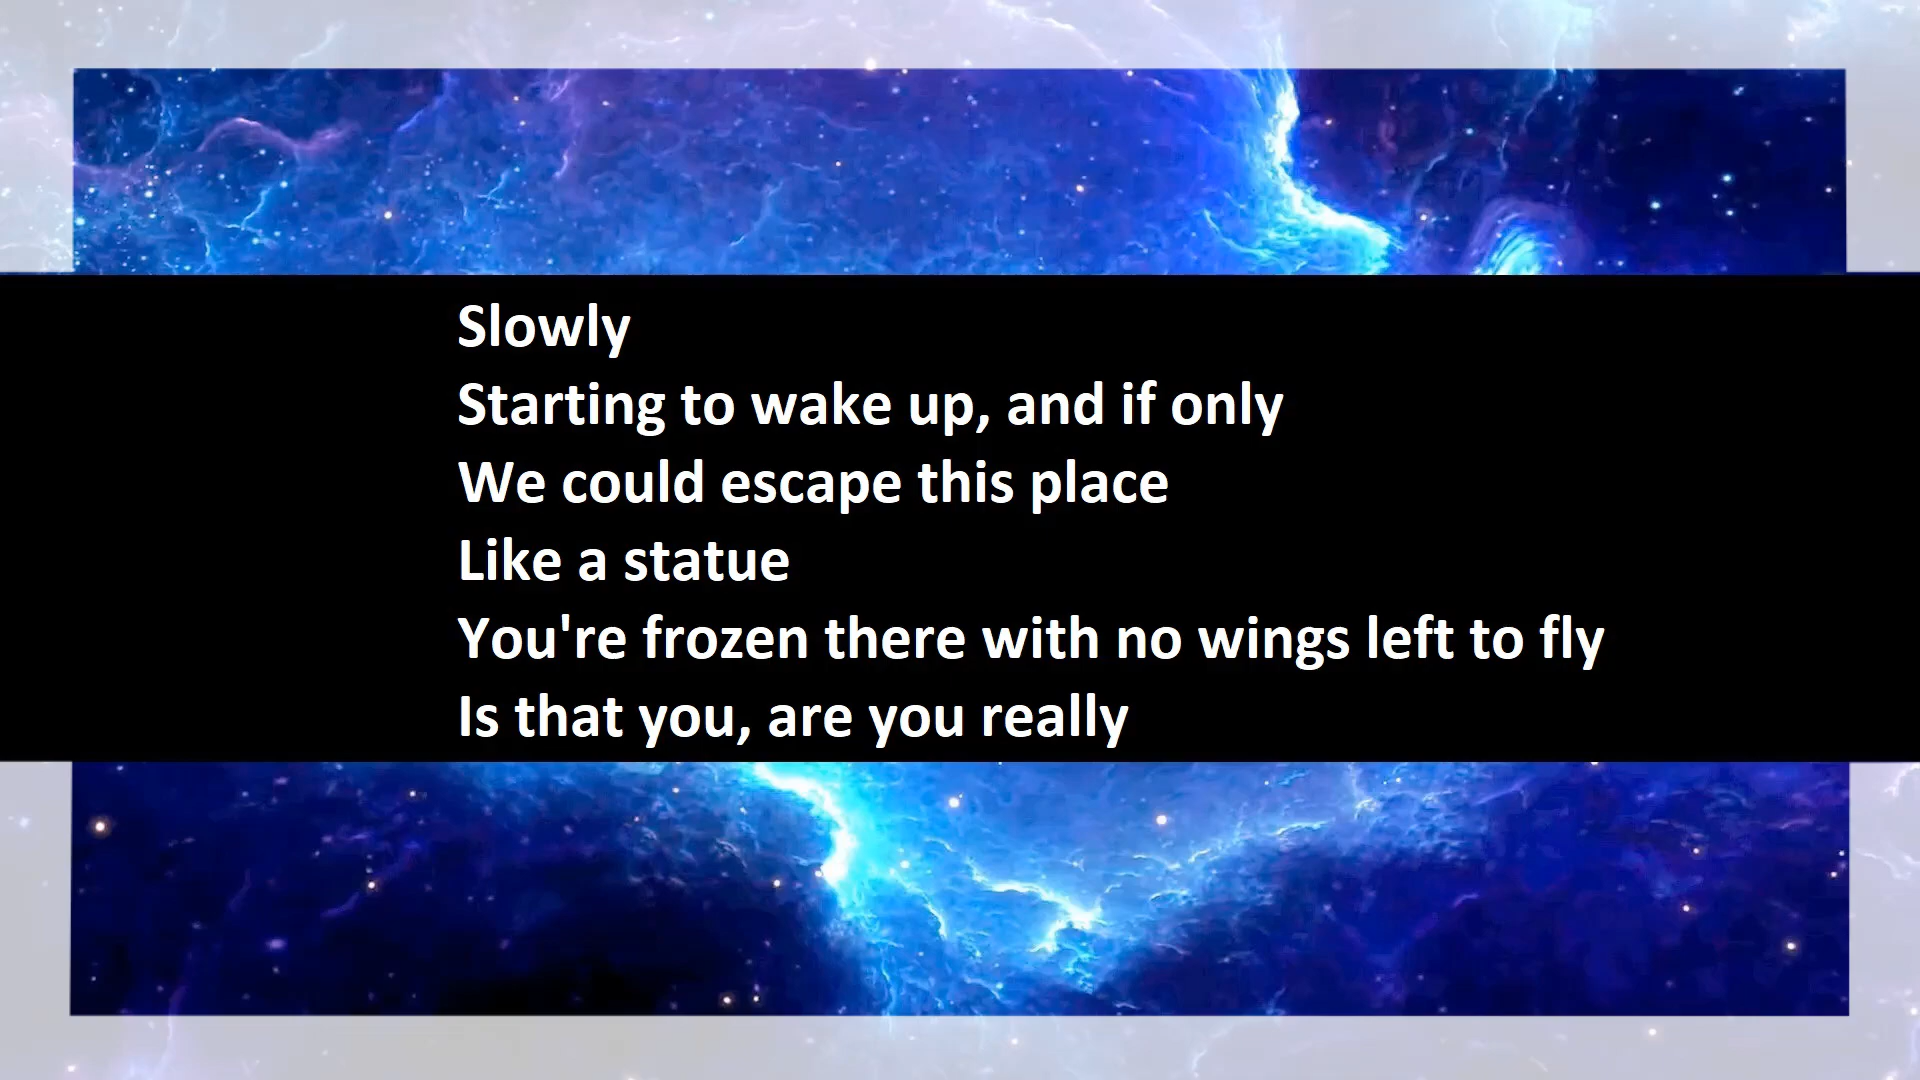 Slowly
Starting to wake up, and if only
We could escape this place
Like a statue
You're frozen there with no wings left to fly
Is that you, are you really